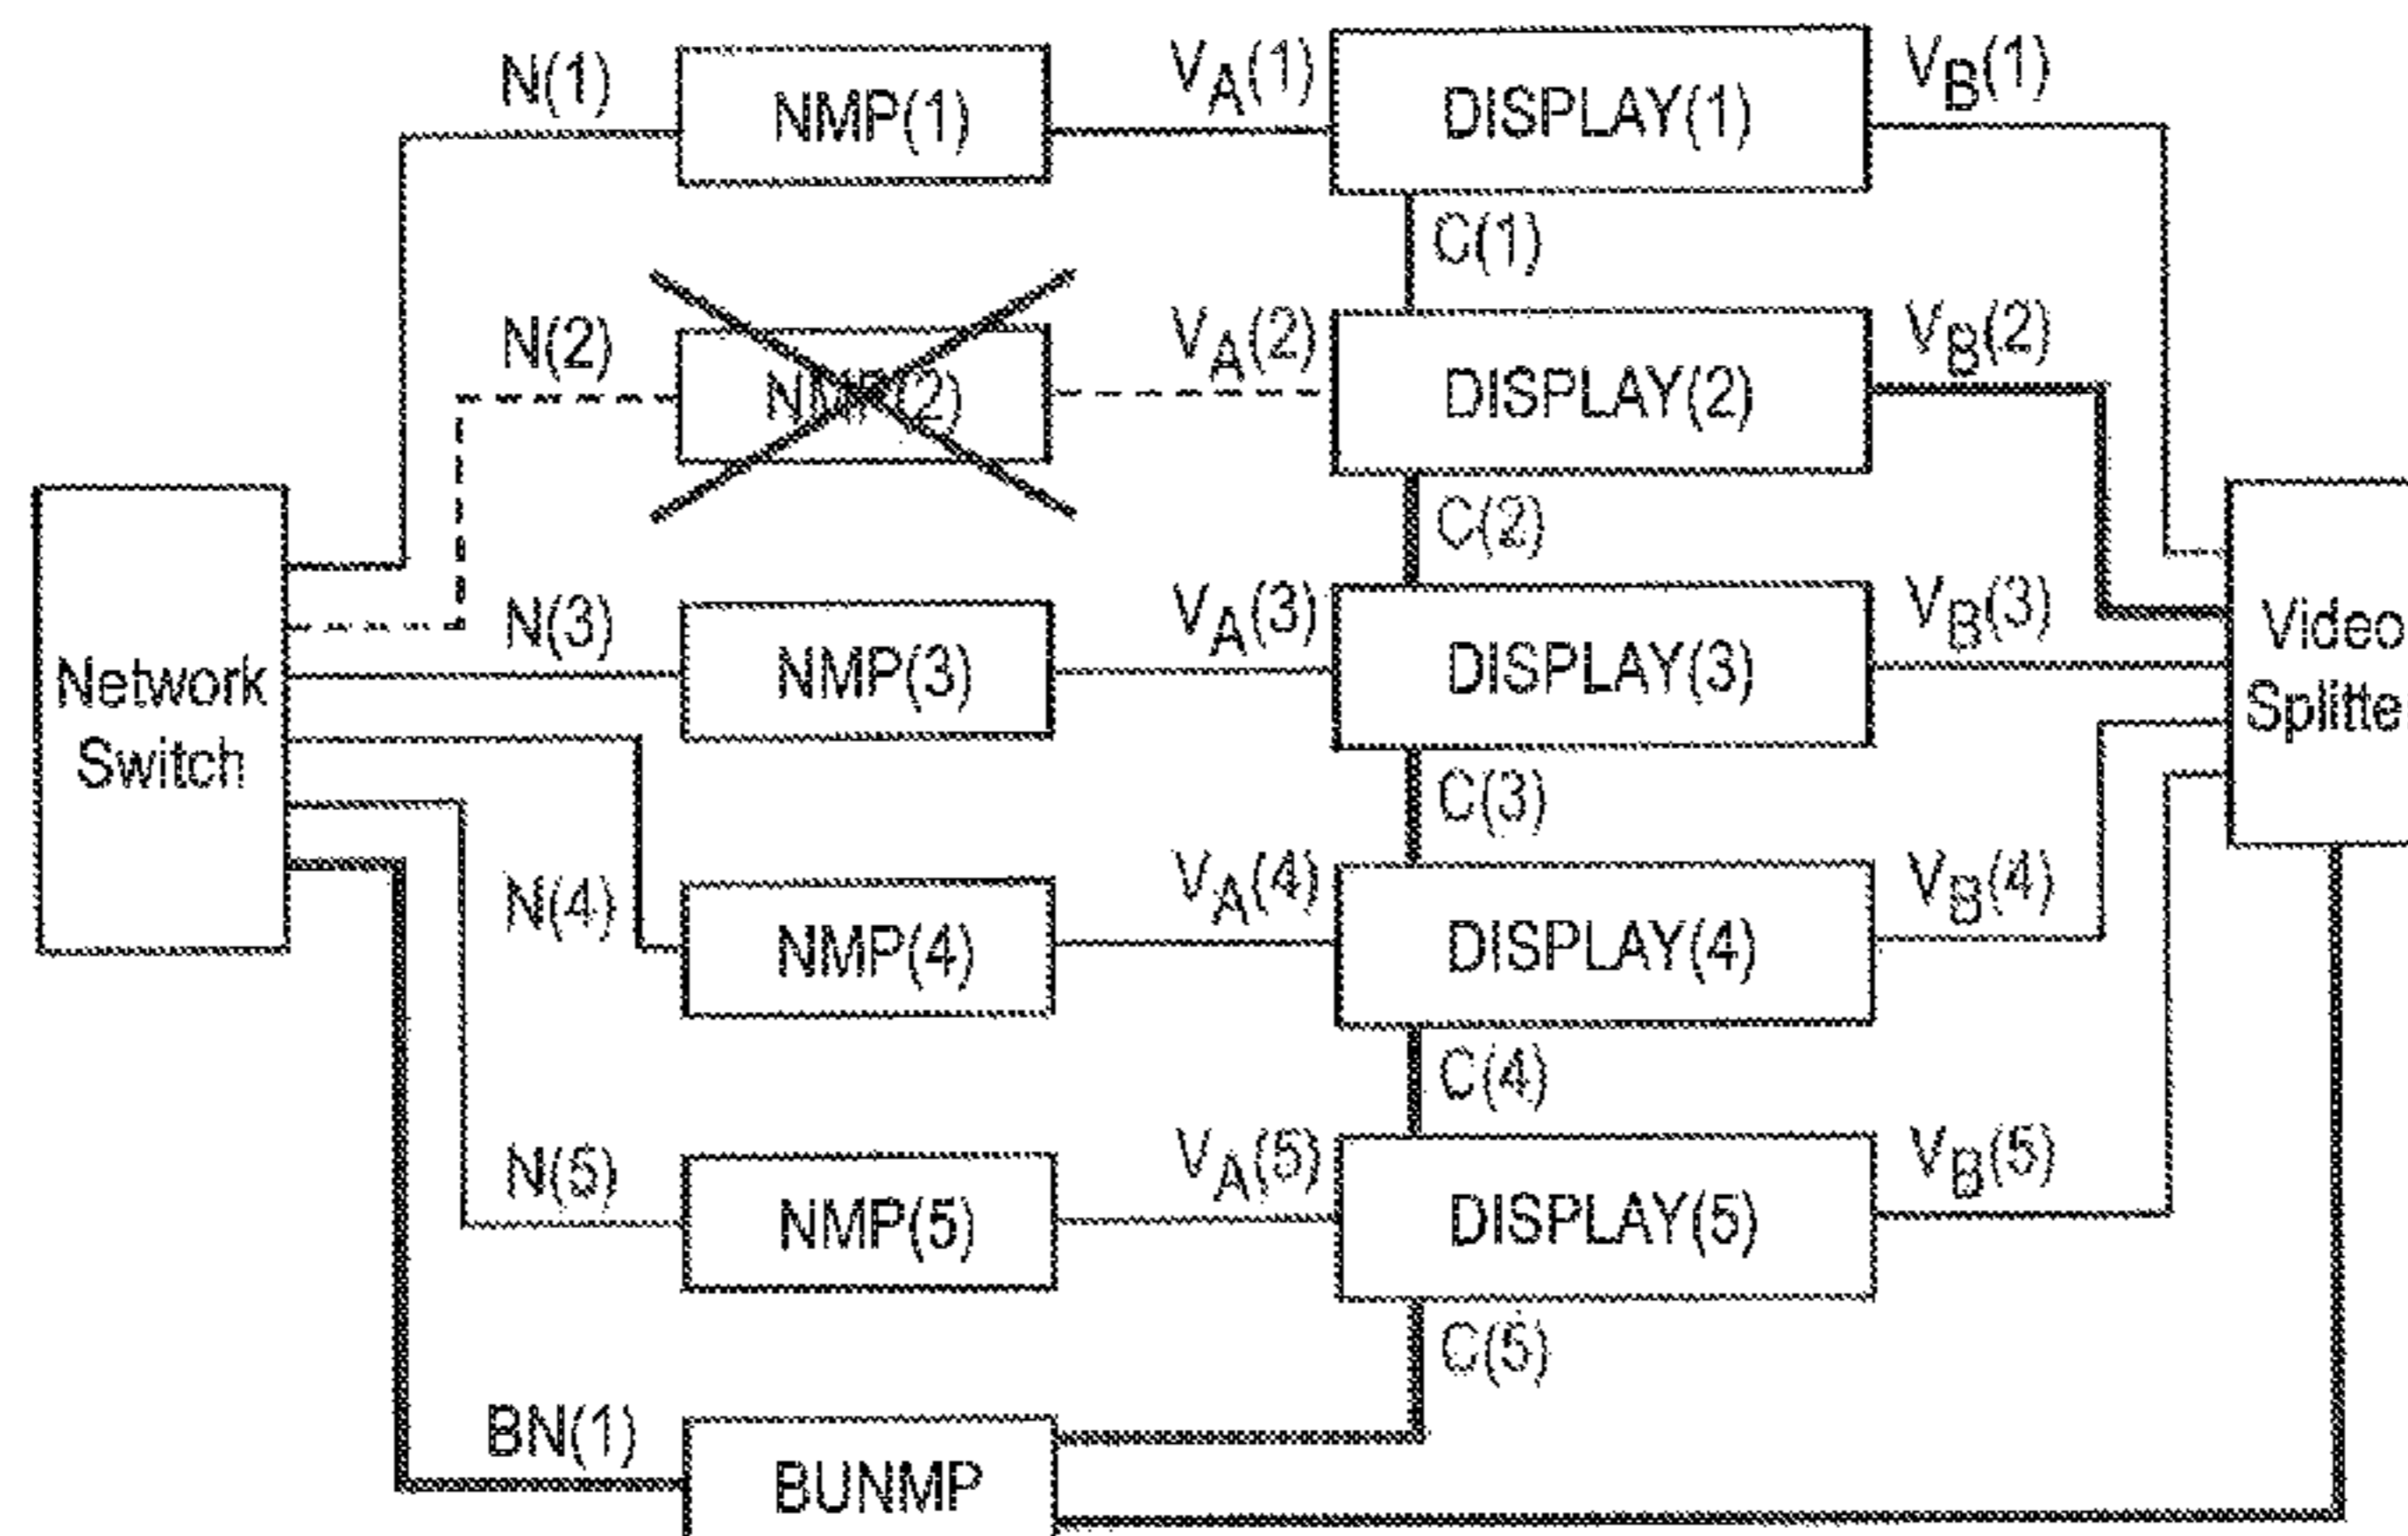 N(1)
NMP(1)
VA(1)
DISPLAY(1)
VB(1)
C(1)
N(2)
NMP(2)
VA(2)
DISPLAY(2)
VB(2)
C(2)
Network
Switch
N(3)
NMP(3)
VA(3)
DISPLAY(3)
VB(3)
Video
Splitte
C(3)
N(4)
NMP(4)
VA(4)
DISPLAY(4)
VB(4)
C(4)
N(5)
NMP(5)
VA(5)
DISPLAY(5)
VB(5)
C(5)
BN(1)
BUNMP